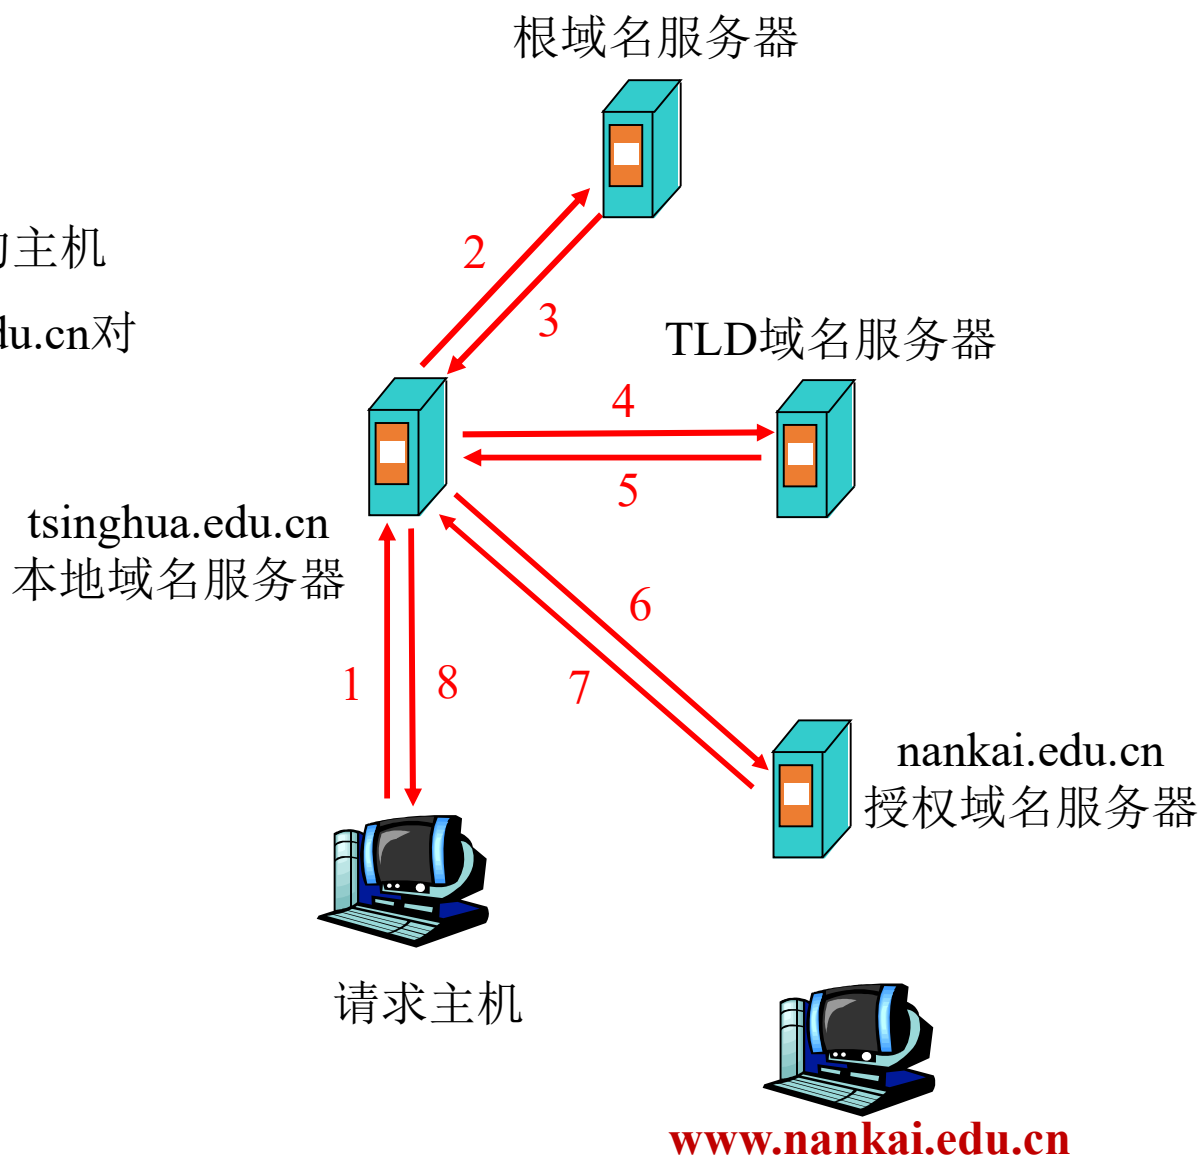 根域名服务器
主机
du.cn对
2
3
TLD域名服务器
4
5
tsinghua.edu.cn
本地域名服务器
6
7
1
8
nankai.edu.cn
授权域名服务器
请求主机
www.nankai.edu.cn